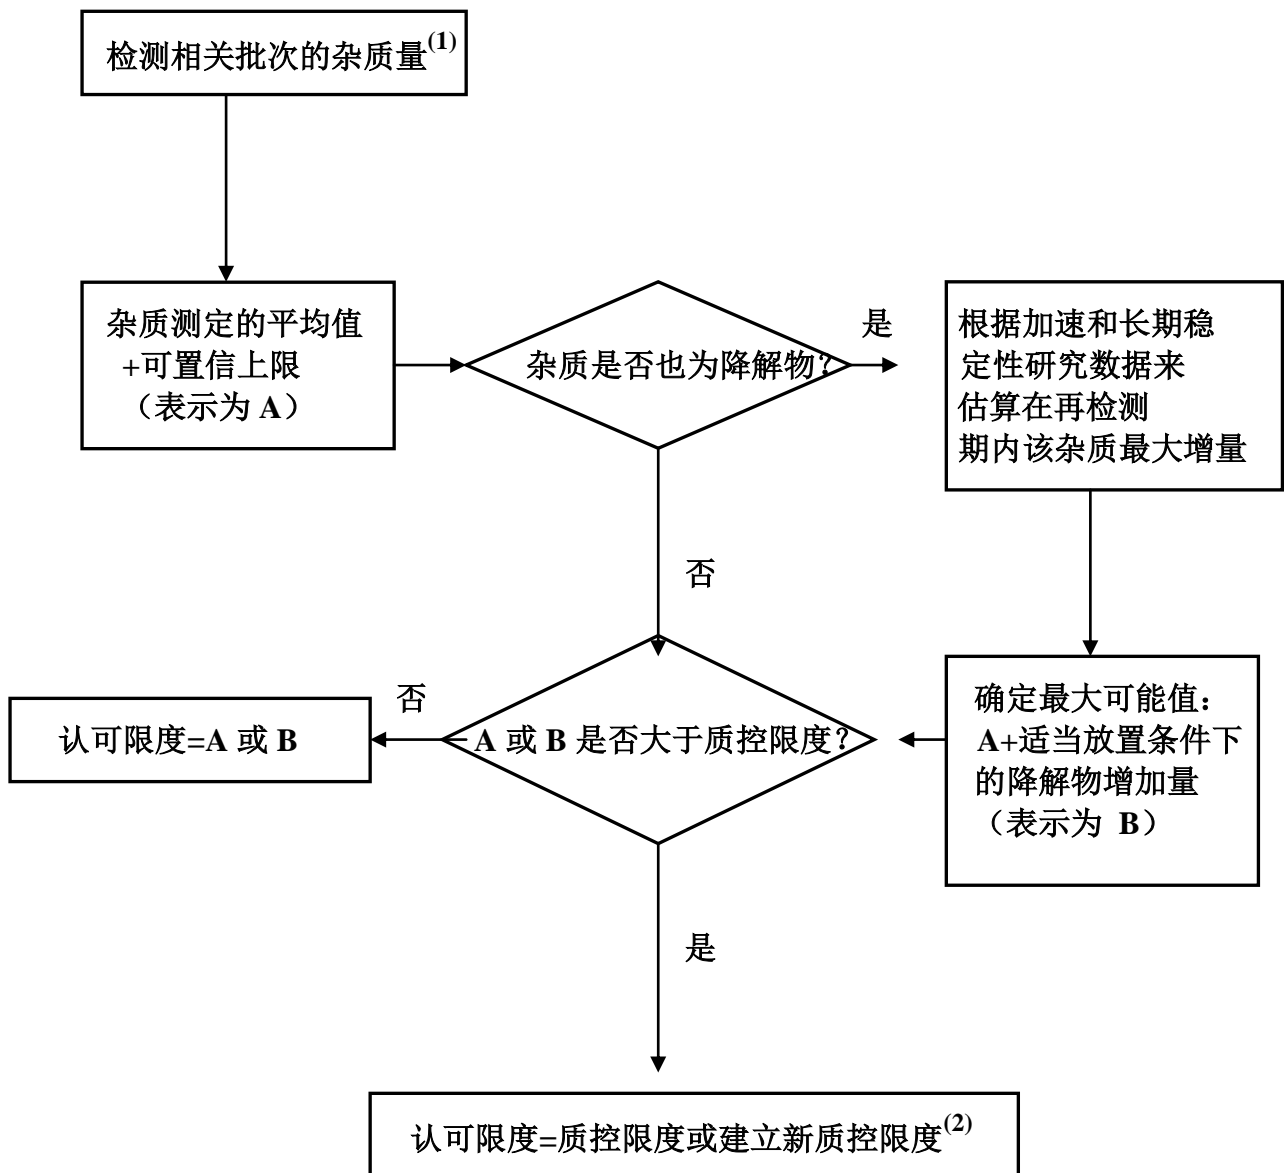 检测相关批次的杂质量(1)
杂质测定的平均值
+可置信上限
（表示为 A）
杂质是否也为降解物？
是
根据加速和长期稳
定性研究数据来
估算在再检测
期内该杂质最大增量
否
确定最大可能值：
A+适当放置条件下
的降解物增加量
（表示为 B）
A 或 B 是否大于质控限度？
否
认可限度=A 或 B
是
认可限度=质控限度或建立新质控限度(2)